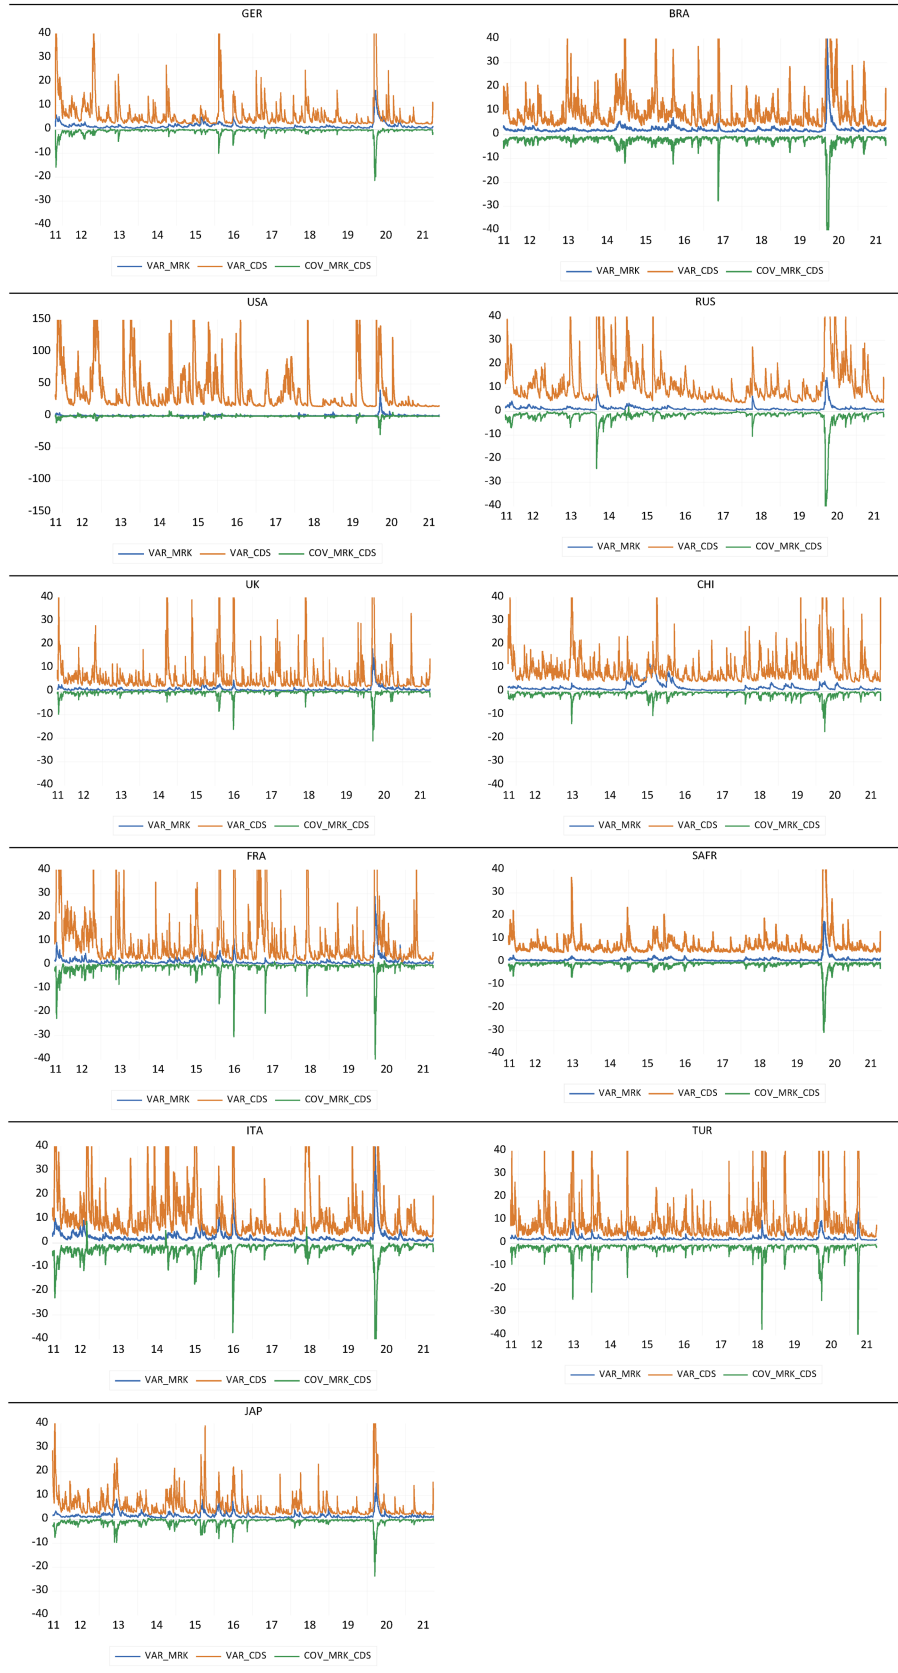 GER
40
30
20
10
0
-10
-20
-30
-40
11 12 13 14 15 16 17 18 19 20 21
VAR_MRK VAR_CDS COV_MRK_CDS
BRA
40
30
20
10
0
-10
-20
-30
-40
11 12 13 14 15 16 17 18 19 20 21
VAR_MRK VAR_CDS COV_MRK_CDS
USA
150
100
50
0
-50
-100
-150
11 12 13 14 15 16 17 18 19 20 21
VAR_MRK VAR_CDS COV_MRK_CDS
RUS
40
30
20
10
0
-10
-20
-30
-40
11 12 13 14 15 16 17 18 19 20 21
VAR_MRK VAR_CDS COV_MRK_CDS
UK
40
30
20
10
0
-10
-20
-30
-40
11 12 13 14 15 16 17 18 19 20 21
VAR_MRK VAR_CDS COV_MRK_CDS
CHI
40
30
20
10
0
-10
-20
-30
-40
11 12 13 14 15 16 17 18 19 20 21
VAR_MRK VAR_CDS COV_MRK_CDS
FRA
40
30
20
10
0
-10
-20
-30
-40
11 12 13 14 15 16 17 18 19 20 21
VAR_MRK VAR_CDS COV_MRK_CDS
SAFR
40
30
20
10
0
-10
-20
-30
-40
11 12 13 14 15 16 17 18 19 20 21
VAR_MRK VAR_CDS COV_MRK_CDS
ITA
40
30
20
10
0
-10
-20
-30
-40
11 12 13 14 15 16 17 18 19 20 21
VAR_MRK VAR_CDS COV_MRK_CDS
TUR
40
30
20
10
0
-10
-20
-30
-40
11 12 13 14 15 16 17 18 19 20 21
VAR_MRK VAR_CDS COV_MRK_CDS
JAP
40
30
20
10
0
-10
-20
-30
-40
11 12 13 14 15 16 17 18 19 20 21
VAR_MRK VAR_CDS COV_MRK_CDS